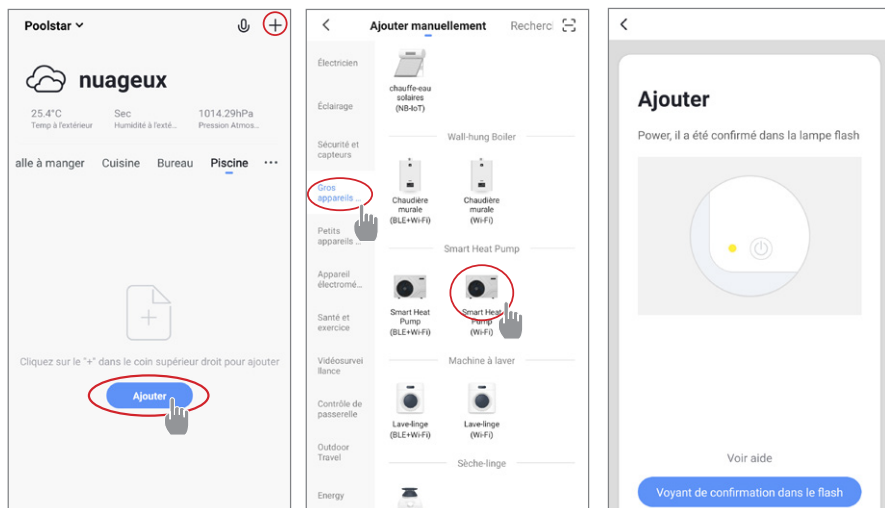 Poolstar
nuageux
25.4°C Sec 1014.29hPa
Temp à l'extérieur Humidité à l'exté... Pression Atmos...
alle à manger Cuisine Bureau Piscine ...
Cliquez sur le "+" dans le coin supérieur droit pour ajouter
Ajouter
Ajouter manuellement Recherc
Électricien
Éclairage
Sécurité et
capteurs
Gros
appareils ...
Petits
appareils ...
Appareil
électromé...
Santé et
exercice
Vidéosurvei
llance
Contrôle de
passerelle
Outdoor
Travel
Energy
chauffe-eau
solaires
(NB-IoT)
Wall-hung Boiler
Chaudière Chaudière
murale murale
(BLE+Wi-Fi) (Wi-Fi)
Smart Heat Pump
Smart Heat Smart Heat
Pump Pump
(BLE+Wi-Fi) (Wi-Fi)
Machine à laver
Lave-linge Lave-linge
(BLE+Wi-Fi) (Wi-Fi)
Sèche-linge
Ajouter
Power, il a été confirmé dans la lampe flash
Voir aide
Voyant de confirmation dans le flash